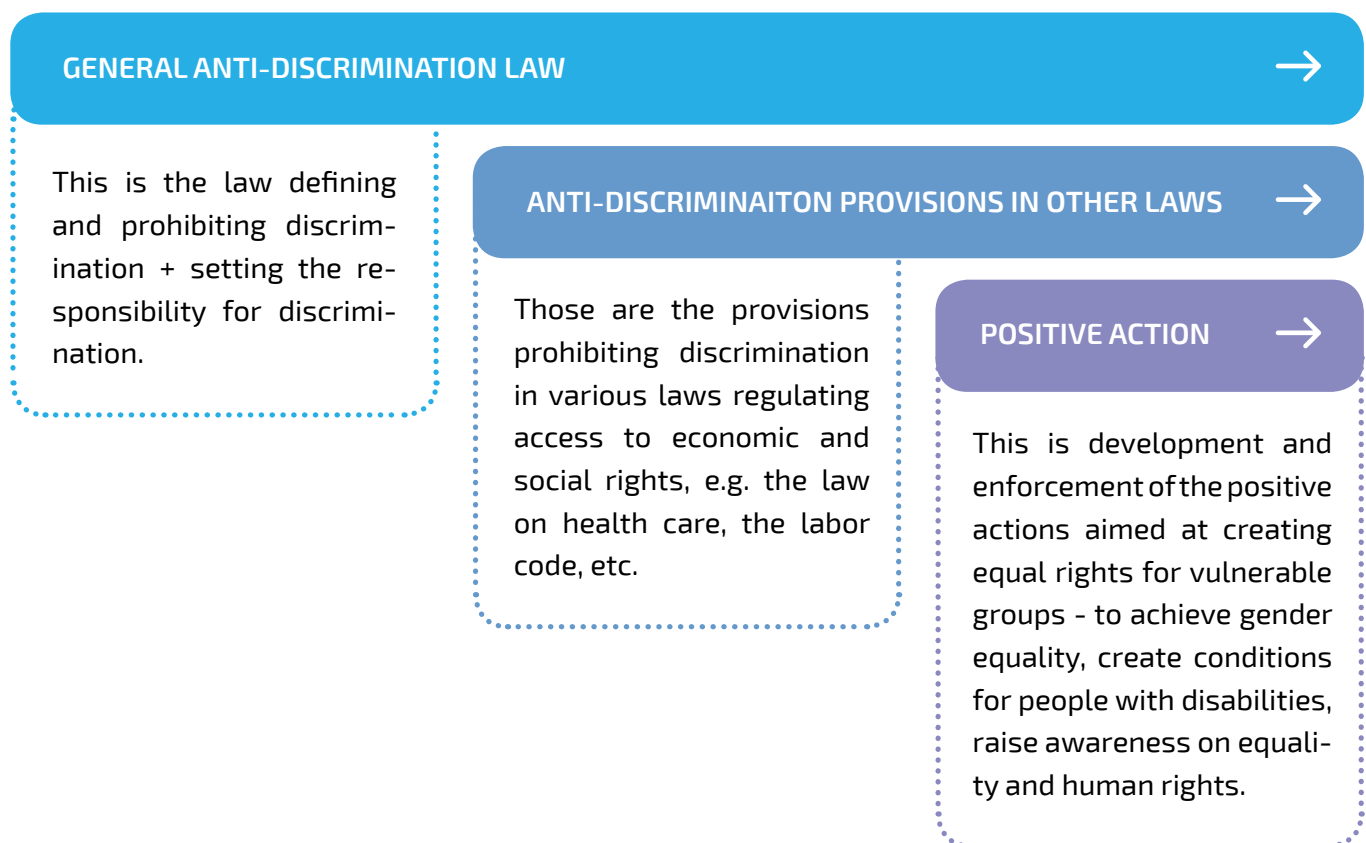 GENERAL ANTI-DISCRIMINATION LAW
This is the law defining
and prohibiting discrim-
ination + setting the re-
sponsibility for discrimi-
nation.
ANTI-DISCRIMINAITON PROVISIONS IN OTHER LAWS
Those are the provisions
prohibiting discrimination
in various laws regulating
access to economic and
social rights, e.g. the law
on health care, the labor
code, etc.
POSITIVE ACTION
This is development and
enforcement of the positive
actions aimed at creating
equal rights for vulnerable
groups - to achieve gender
equality, create conditions
for people with disabilities,
raise awareness on equali-
ty and human rights.